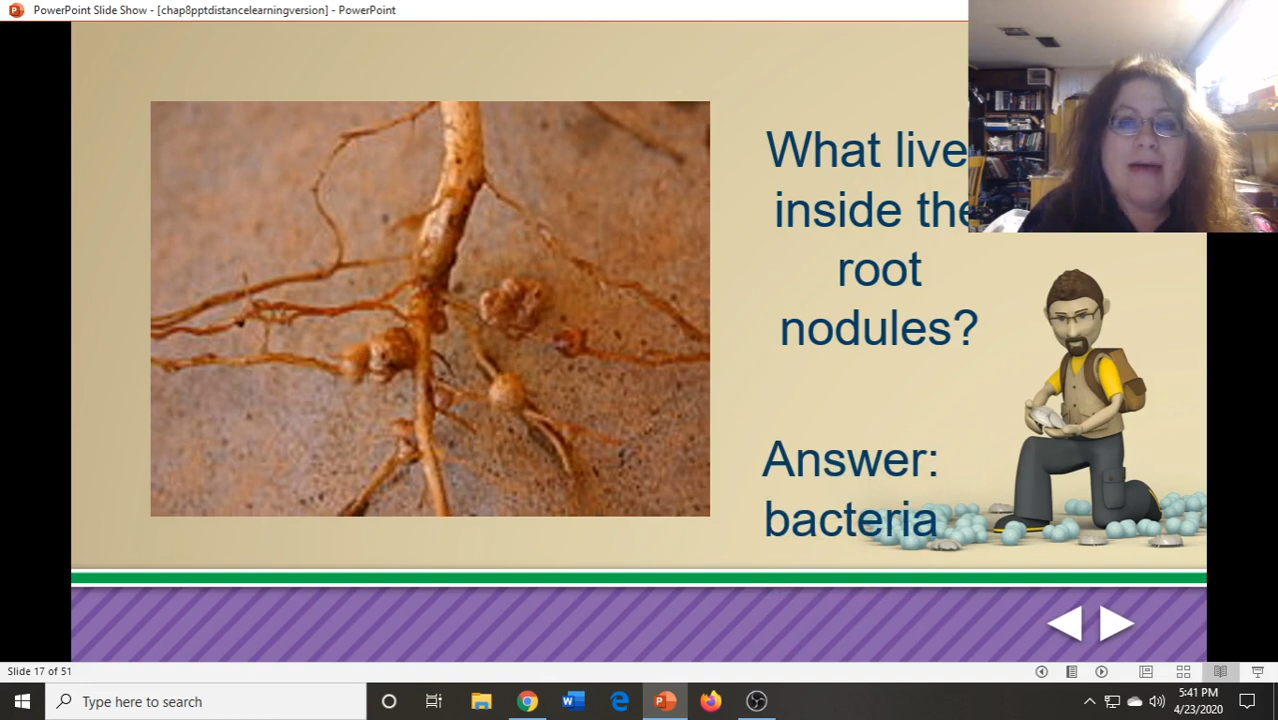 PowerPoint Slide Show - [chap8pptdistancelearningversion] - PowerPoint
What live
inside the
root
nodules?
Answer:
bacteria
Slide 17 of 51
Type here to search
5:41 PM
4/23/2020